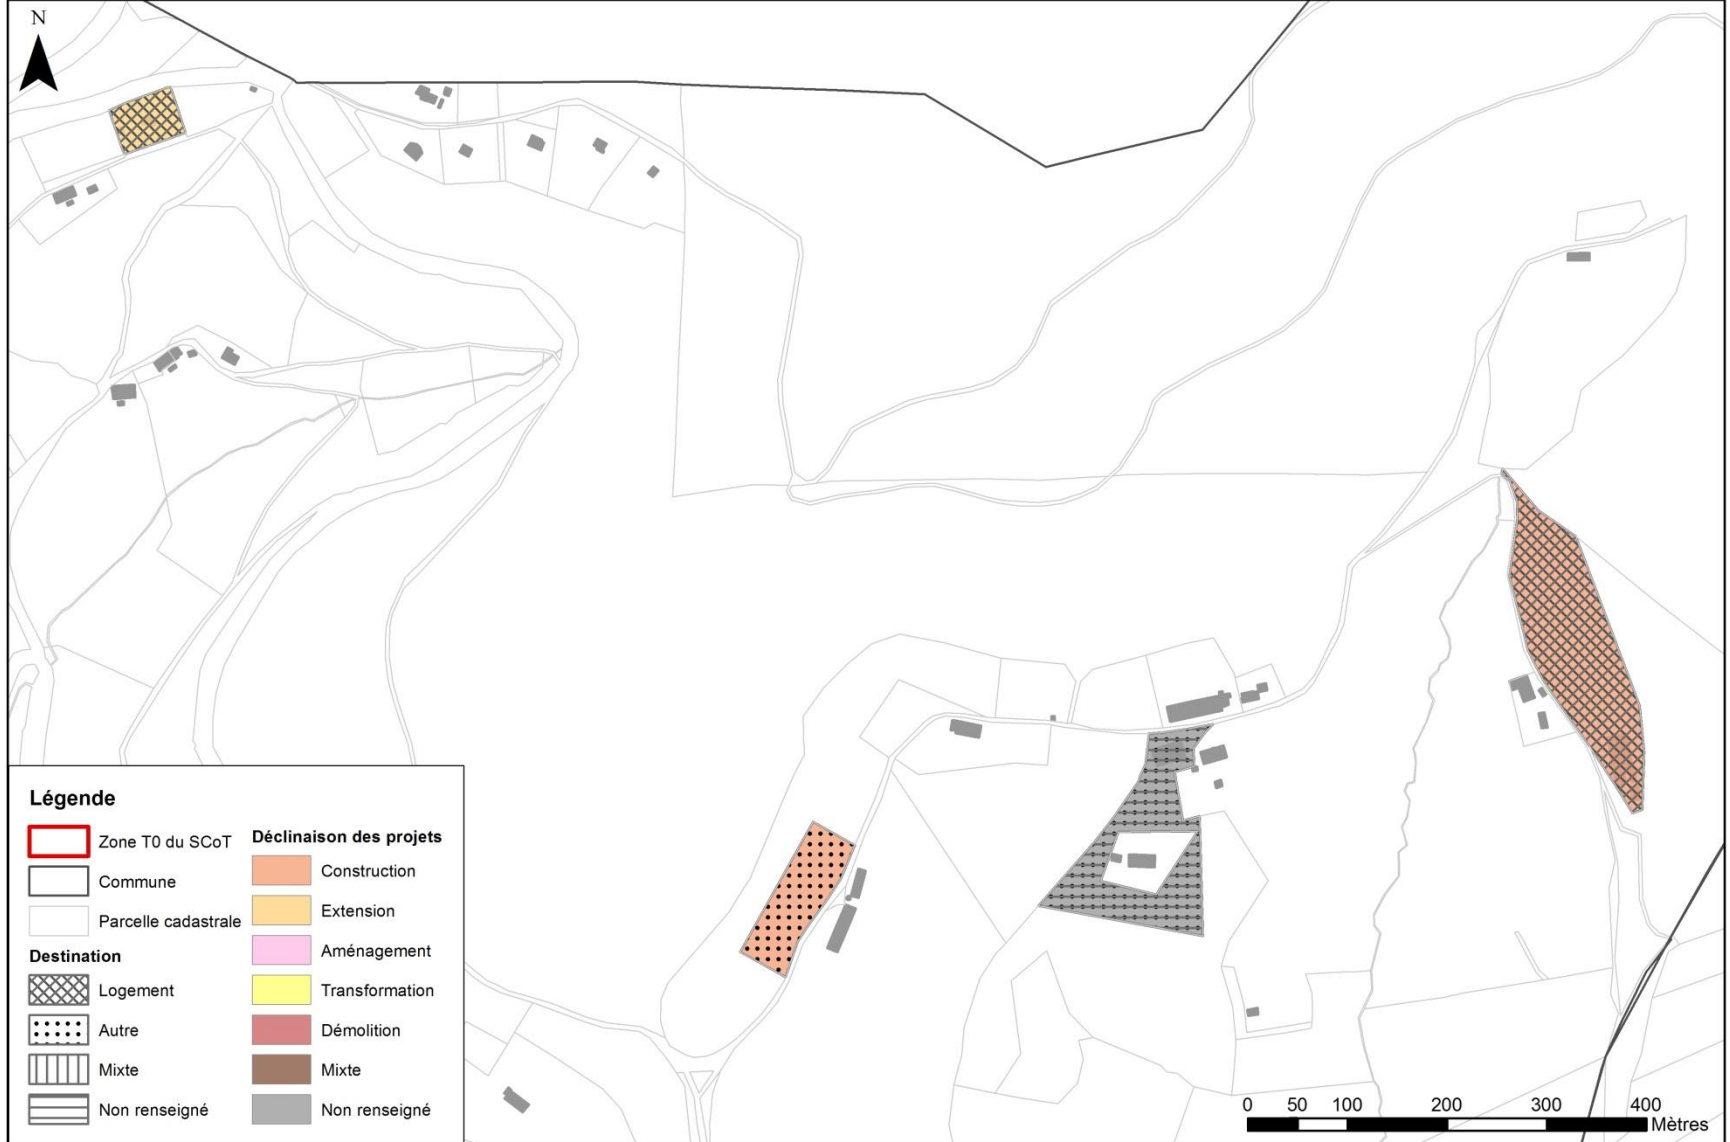 N
Légende
Zone T0 du SCoT
Commune
Parcelle cadastrale
Destination
Logement
Autre
Mixte
Non renseigné
Déclinaison des projets
Construction
Extension
Aménagement
Transformation
Démolition
Mixte
Non renseigné
0 50 100 200 300 400
Mètres